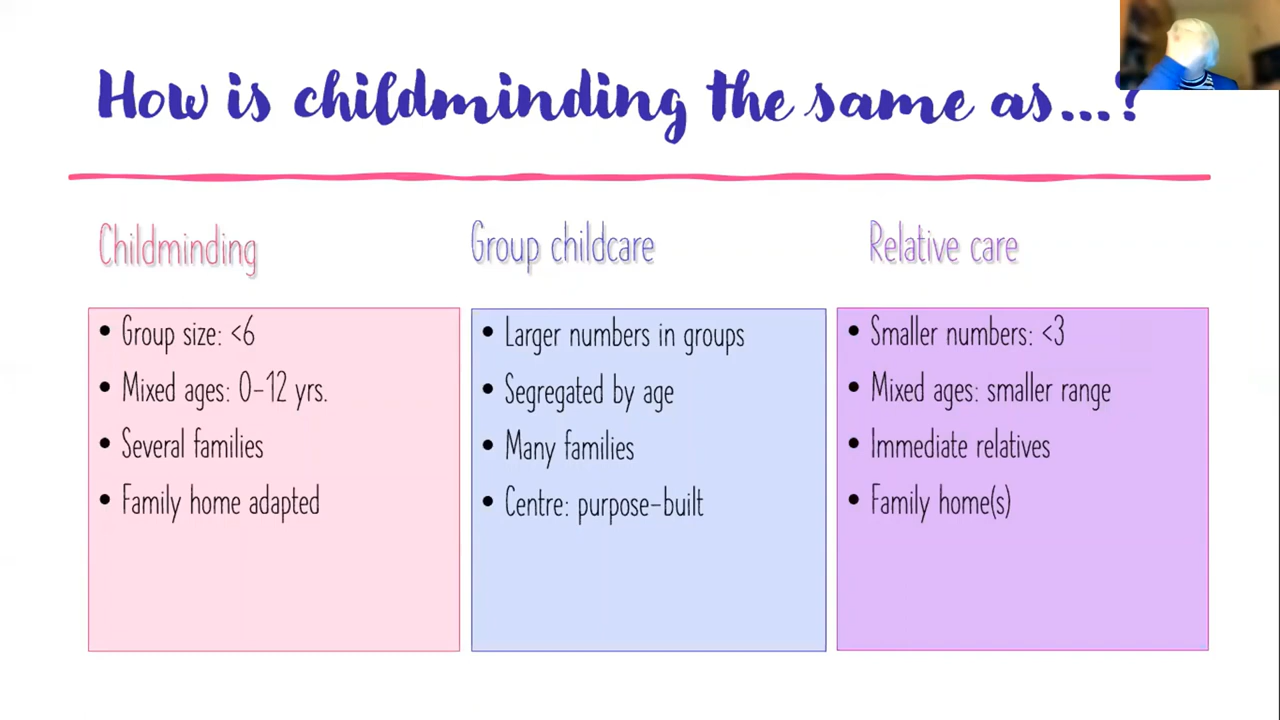 How is childminding the same as...?
Childminding
• Group size: <6
• Mixed ages: 0-12 yrs.
• Several families
• Family home adapted
Group childcare
• Larger numbers in groups
• Segregated by age
• Many families
• Centre: purpose-built
Relative care
• Smaller numbers: <3
• Mixed ages: smaller range
• Immediate relatives
• Family home(s)